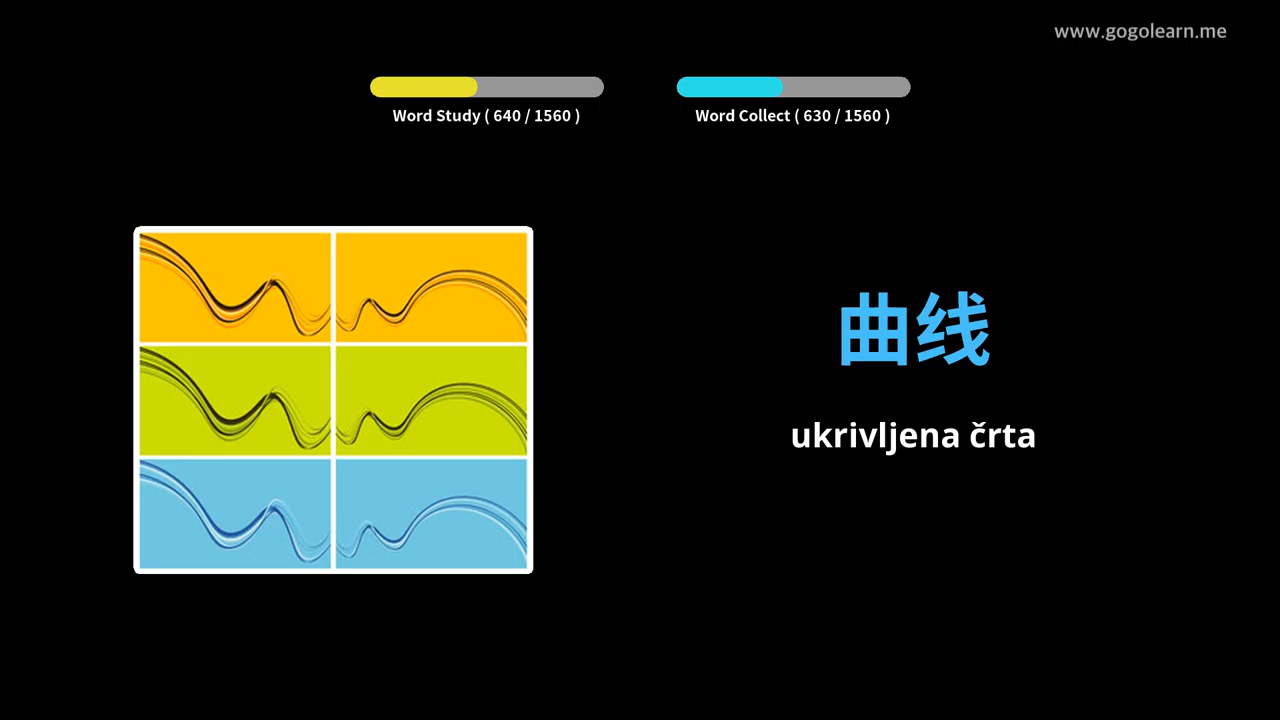 www.gogolearn.me
Word Study ( 640 / 1560 )
Word Collect ( 630 / 1560 )
曲线
ukrivljena črta